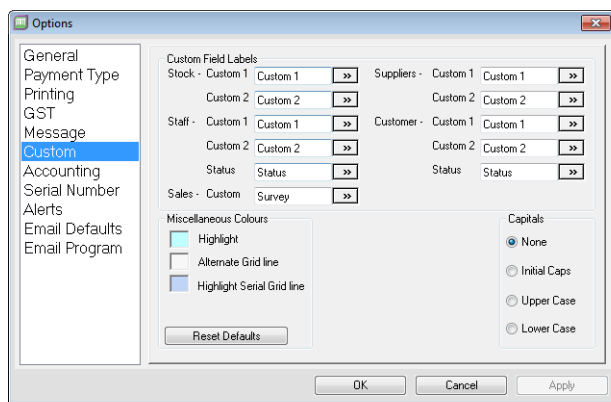 Options
General
Payment Type
Printing
GST
Message
Custom
Accounting
Serial Number
Alerts
Email Defaults
Email Program
Custom Field Labels
Stock - Custom 1 Custom 1 >> Suppliers - Custom 1 Custom 1 >>
Custom 2 Custom 2 >> Custom 2 Custom 2 >>
Staff - Custom 1 Custom 1 >> Customer - Custom 1 Custom 1 >>
Custom 2 Custom 2 >> Custom 2 Custom 2 >>
Status Status >> Status Status >>
Sales - Custom Survey >>
Miscellaneous Colours
Highlight
Alternate Grid line
Highlight Serial Grid line
Reset Defaults
Capitals
None
Initial Caps
Upper Case
Lower Case
OK Cancel Apply